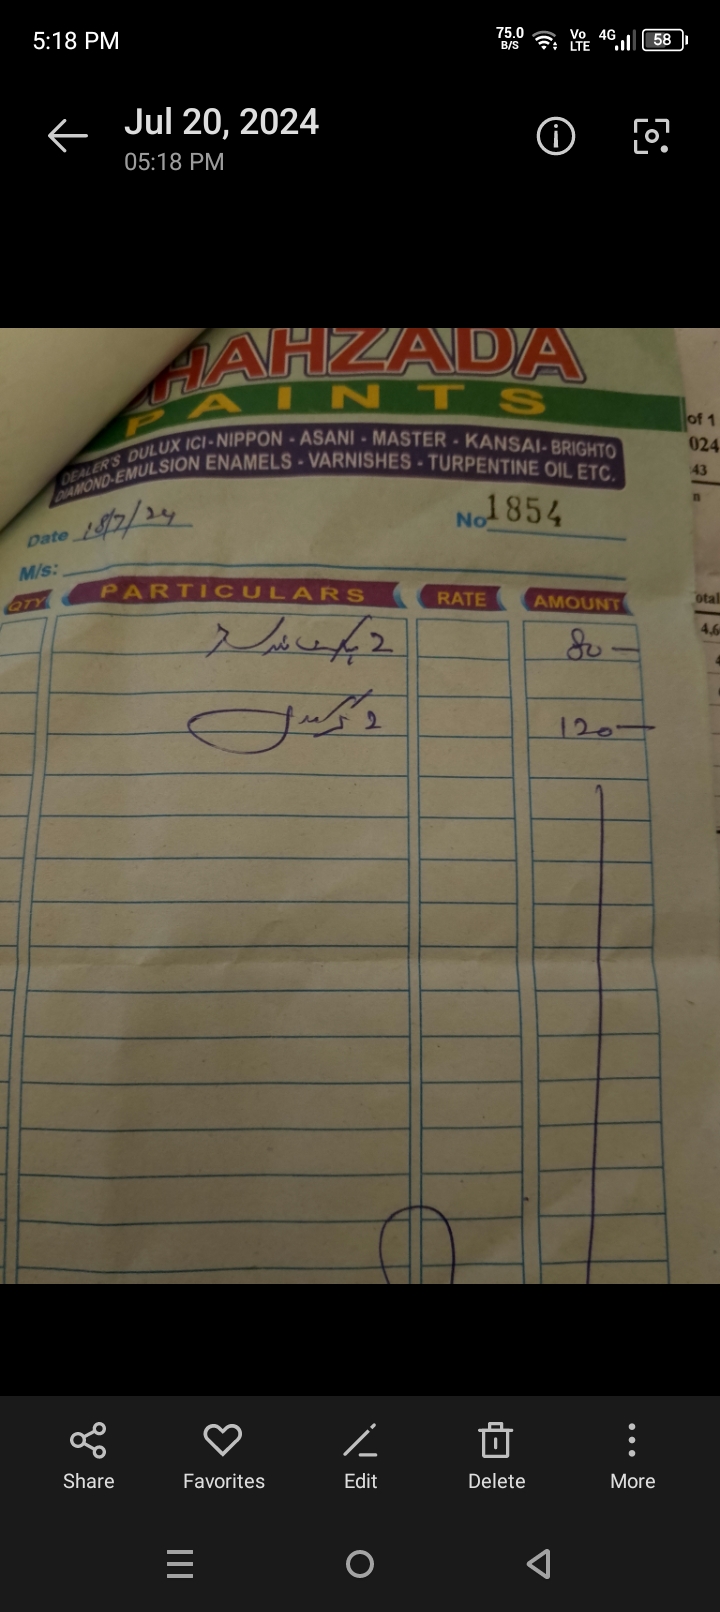 5:18 PM 75.0 B/S Vo LTE 4G 58
Jul 20, 2024
05:18 PM
HAHZADA
PAINTS
DEALER'S DULUX ICI-NIPPON - ASANI - MASTER - KANSAI- BRIGHTO
DIAMOND-EMULSION ENAMELS - VARNISHES - TURPENTINE OIL ETC.
Date 18/7/24 No 1854
M/s:
QTY PARTICULARS RATE AMOUNT
2 80
2 120
of 1
024
43
n
otal
4,6
Share Favorites Edit Delete More